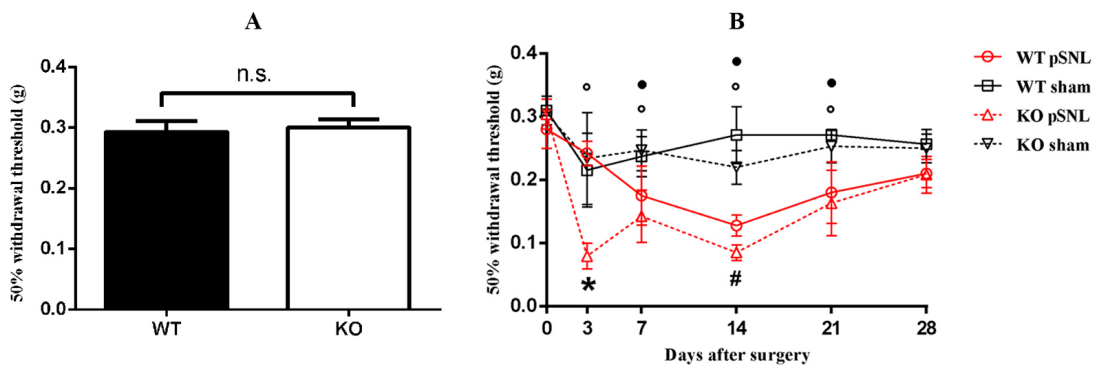 A
50% withdrawal threshold (g)
0.4
0.3
0.2
0.1
0.0
n.s.
WT
KO
B
50% withdrawal threshold (g)
0.4
0.3
0.2
0.1
0.0
*
#
0 3 7 14 21 28
Days after surgery
WT pSNL
WT sham
KO pSNL
KO sham